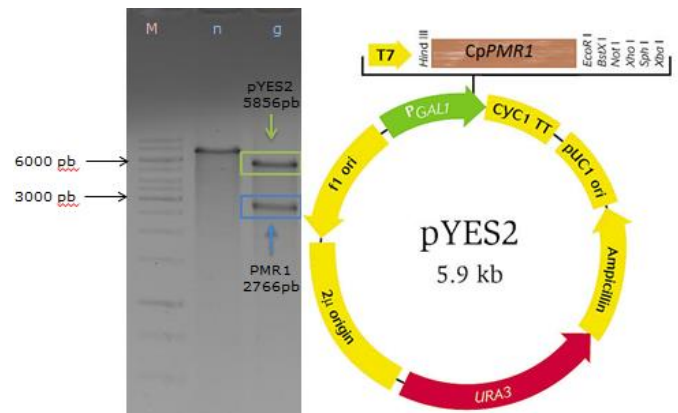 M n g
pYES2
5856pb
6000 pb
3000 pb
PMR1
2766pb
T7
Hind III
CpPMR1
EcoR I
BstX I
Not I
Xho I
Sph I
Xba I
PGAL1
CYC1 TT
pUC1 ori
Ampicillin
URA3
2µ origin
f1 ori
pYES2
5.9 kb